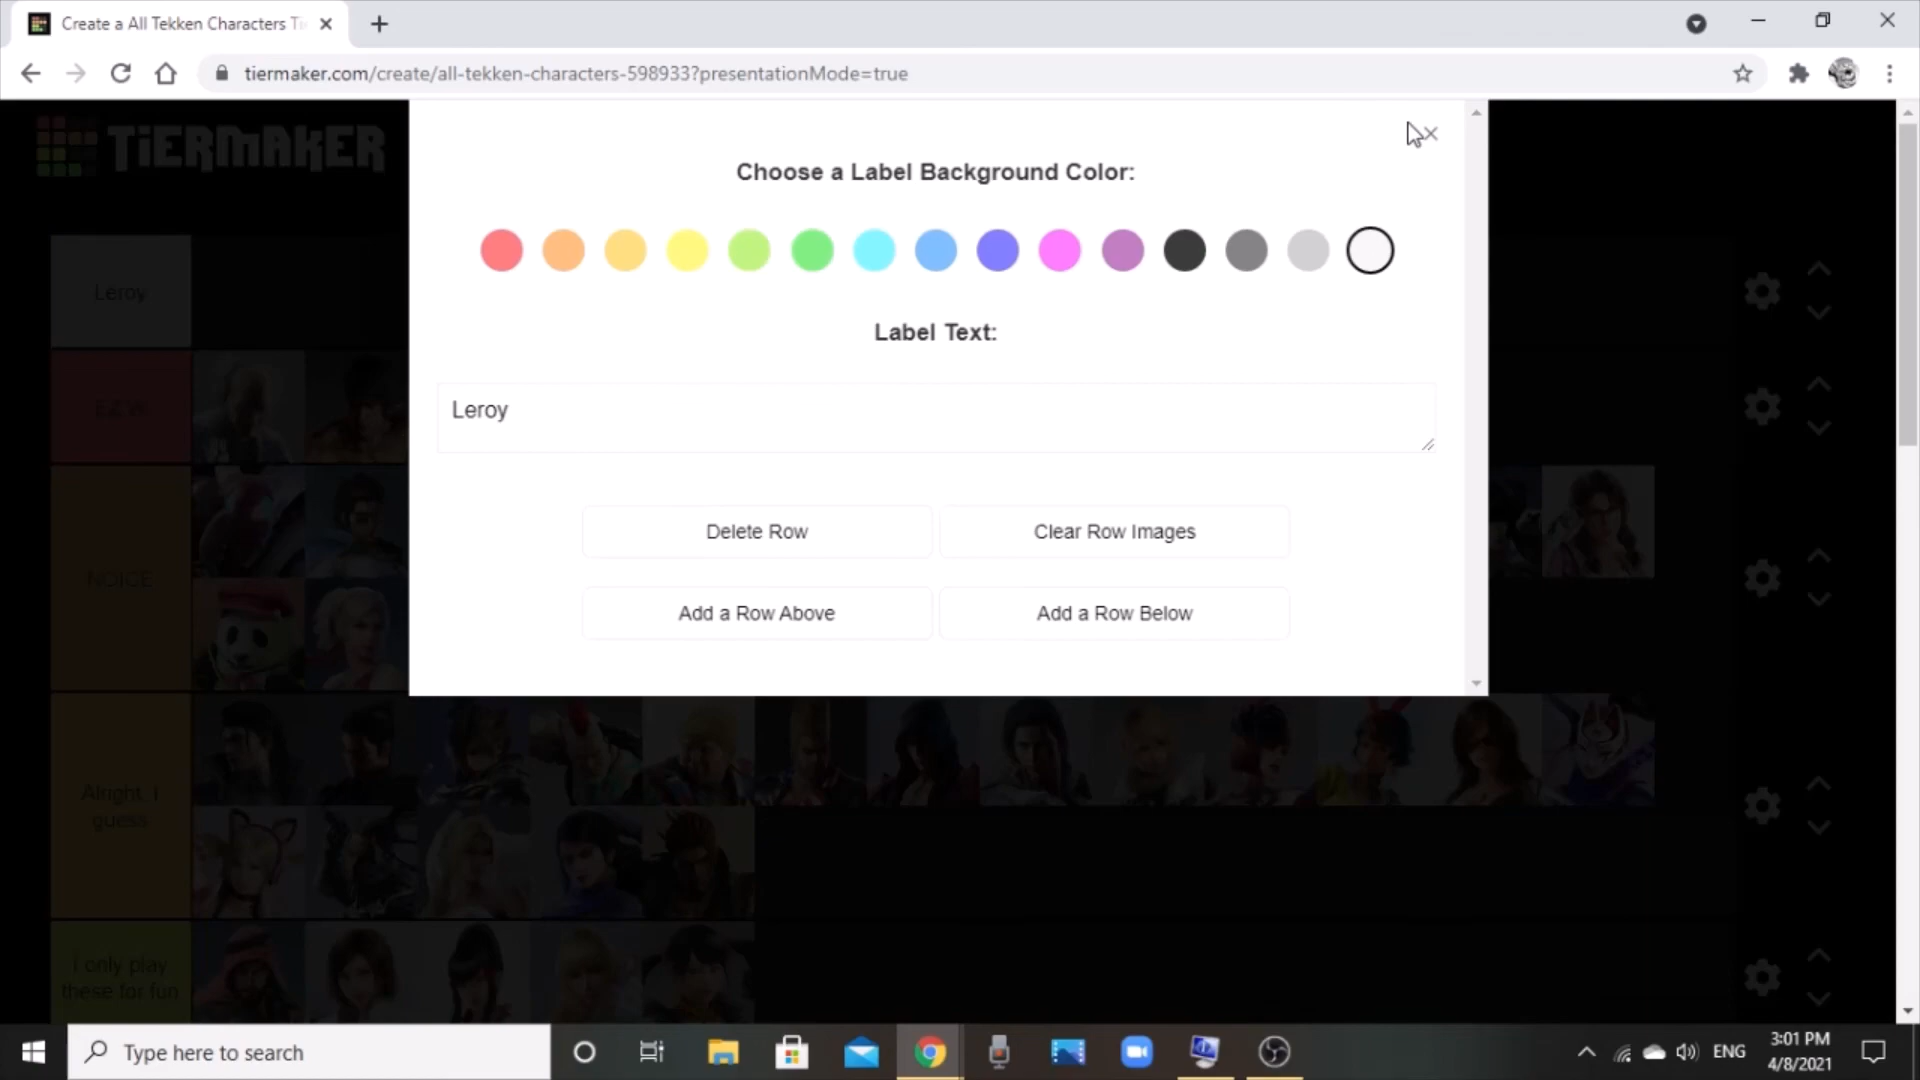 Create a All Tekken Characters Ti
tiermaker.com/create/all-tekken-characters-598933?presentationMode=true
TiERMAKER
Choose a Label Background Color:
Label Text:
Leroy
Delete Row
Clear Row Images
Add a Row Above
Add a Row Below
Leroy
NOICE
Alright, I
guess
I only play
these for fun
Type here to search
ENG
3:01 PM
4/8/2021